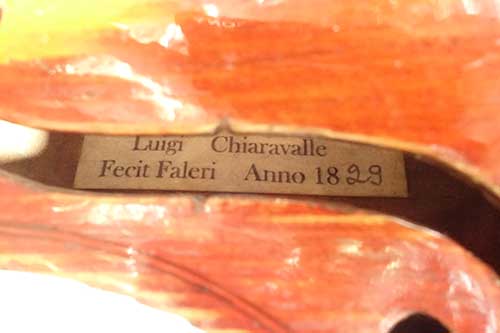 Luigi Chiaravalle
Fecit Faleri Anno 1829